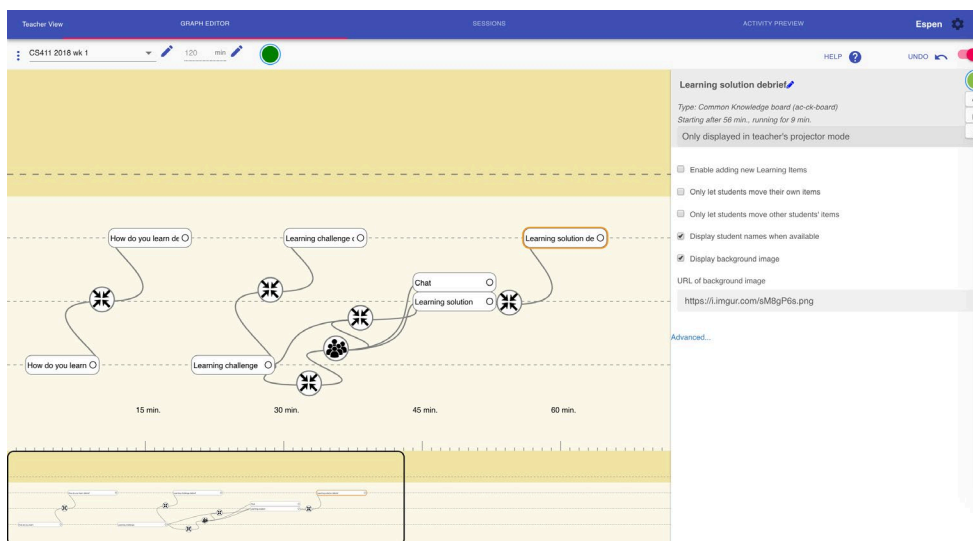 Teacher View GRAPH EDITOR SESSIONS ACTIVITY PREVIEW Espen
CS411 2018 wk 1 120 min HELP ? UNDO
Learning solution debrief
Type: Common Knowledge board (ac-ck-board)
Starting after 56 min., running for 9 min.
Only displayed in teacher's projector mode
Enable adding new Learning Items
Only let students move their own items
Only let students move other students' items
Display student names when available
Display background image
URL of background image
https://i.imgur.com/sM8gP6s.png
Advanced...
How do you learn de
Learning challenge
Learning solution de
Chat
Learning solution
How do you learn
Learning challenge
15 min. 30 min. 45 min. 60 min.